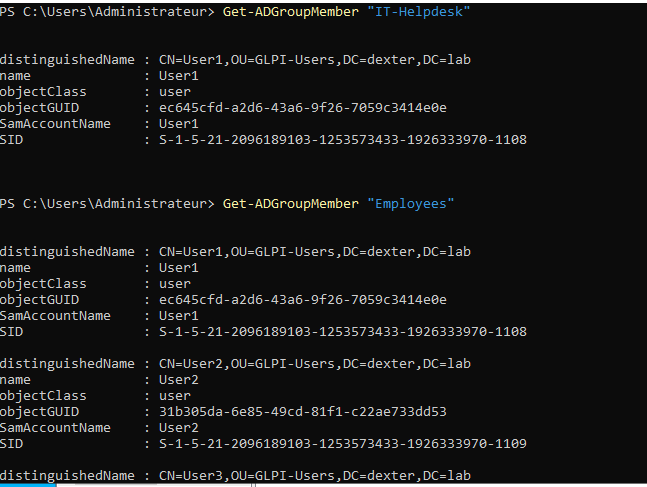 PS C:\Users\Administrateur> Get-ADGroupMember "IT-Helpdesk"
distinguishedName : CN=User1,OU=GLPI-Users,DC=dexter,DC=lab
name : User1
objectClass : user
objectGUID : ec645cfd-a2d6-43a6-9f26-7059c3414e0e
SamAccountName : User1
SID : S-1-5-21-2096189103-1253573433-1926333970-1108
PS C:\Users\Administrateur> Get-ADGroupMember "Employees"
distinguishedName : CN=User1,OU=GLPI-Users,DC=dexter,DC=lab
name : User1
objectClass : user
objectGUID : ec645cfd-a2d6-43a6-9f26-7059c3414e0e
SamAccountName : User1
SID : S-1-5-21-2096189103-1253573433-1926333970-1108
distinguishedName : CN=User2,OU=GLPI-Users,DC=dexter,DC=lab
name : User2
objectClass : user
objectGUID : 31b305da-6e85-49cd-81f1-c22ae733dd53
SamAccountName : User2
SID : S-1-5-21-2096189103-1253573433-1926333970-1109
distinguishedName : CN=User3,OU=GLPI-Users,DC=dexter,DC=lab